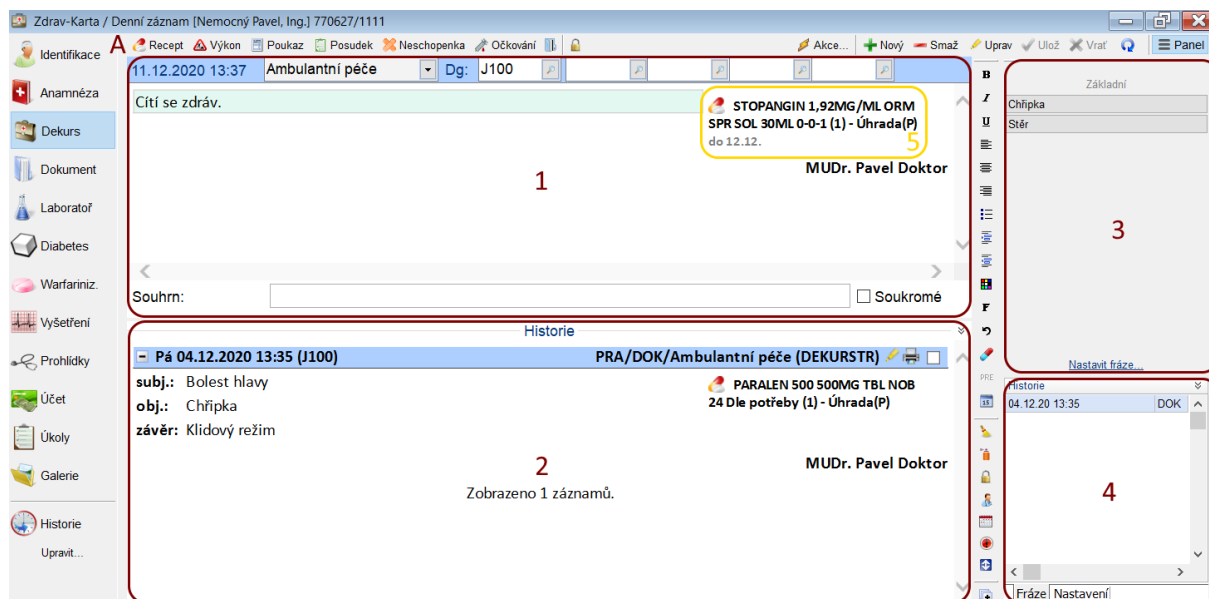 Zdrav-Karta / Denní záznam [Nemocný Pavel, Ing.] 770627/1111
A Recept Výkon Poukaz Posudek Neschopenka Očkování Akce... Nový Smaž Uprav Ulož Vrať Panel
Identifikace
Anamnéza
Dekurs
Dokument
Laboratoř
Diabetes
Warfariniz.
Vyšetření
Prohlídky
Účet
Úkoly
Galerie
Historie
Upravit...
11.12.2020 13:37 Ambulantní péče Dg: J100
Cítí se zdráv.
STOPANGIN 1,92MG/ML ORM
SPR SOL 30ML 0-0-1 (1) - Úhrada(P)
do 12.12.
5
MUDr. Pavel Doktor
1
Souhrn: Soukromé
Historie
Pá 04.12.2020 13:35 (J100) PRA/DOK/Ambulantní péče (DEKURSTR)
subj.: Bolest hlavy
obj.: Chřipka
závěr: Klidový režim
PARALEN 500 500MG TBL NOB
24 Dle potřeby (1) - Úhrada(P)
MUDr. Pavel Doktor
2
Zobrazeno 1 záznamů.
B
I
U
F
PRE
15
Základní
Chřipka
Stěr
3
Nastavit fráze...
Historie
04.12.20 13:35 DOK
4
Fráze Nastavení